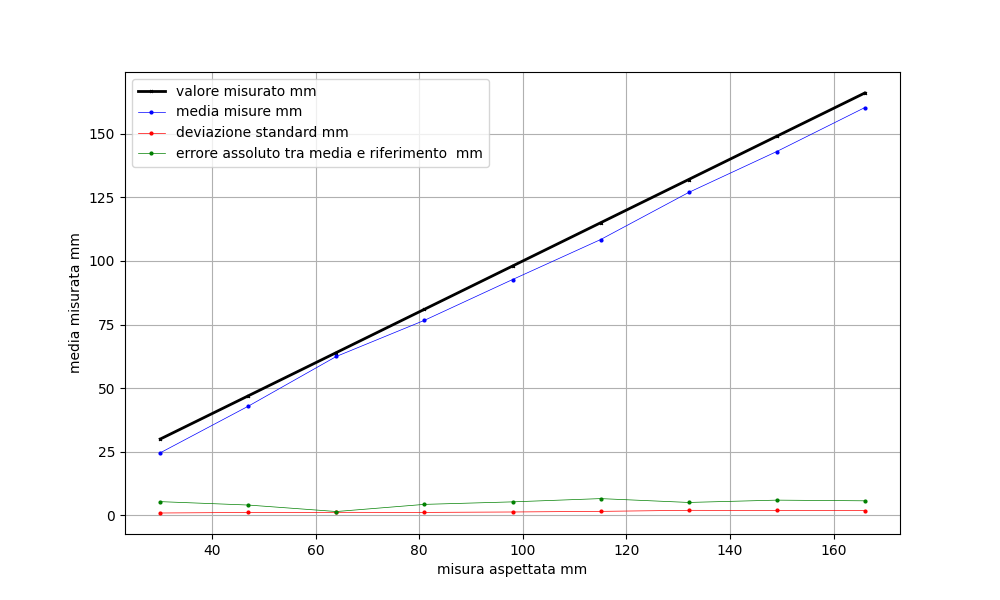 valore misurato mm
media misure mm
deviazione standard mm
errore assoluto tra media e riferimento  mm
150
125
100
75
50
25
0
media misurata mm
40 60 80 100 120 140 160
misura aspettata mm